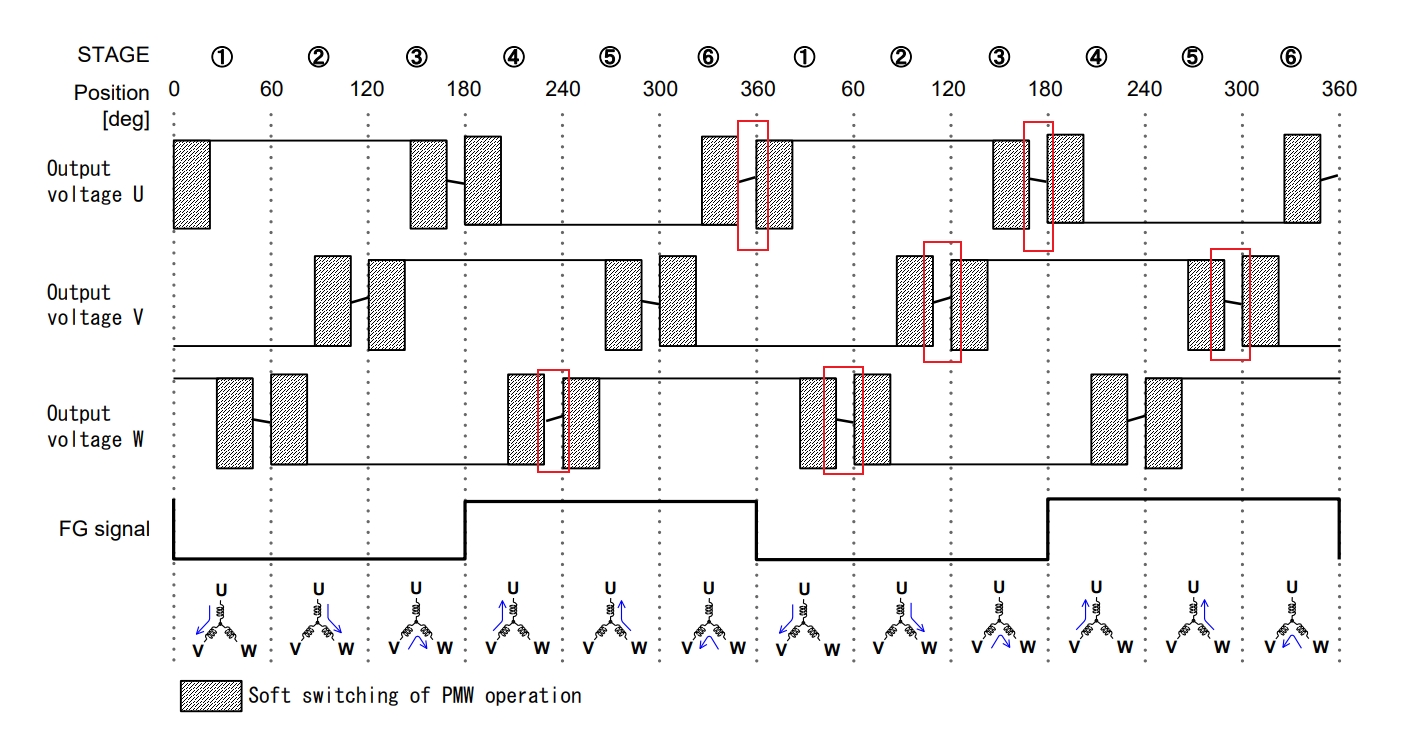 STAGE ① ② ③ ④ ⑤ ⑥ ① ② ③ ④ ⑤ ⑥
Position 0 60 120 180 240 300 360 60 120 180 240 300 360
[deg]
Output
voltage U
Output
voltage V
Output
voltage W
FG signal
U U U U U U U U U U U U
V W V W V W V W V W V W V W V W V W V W V W V W
Soft switching of PMW operation